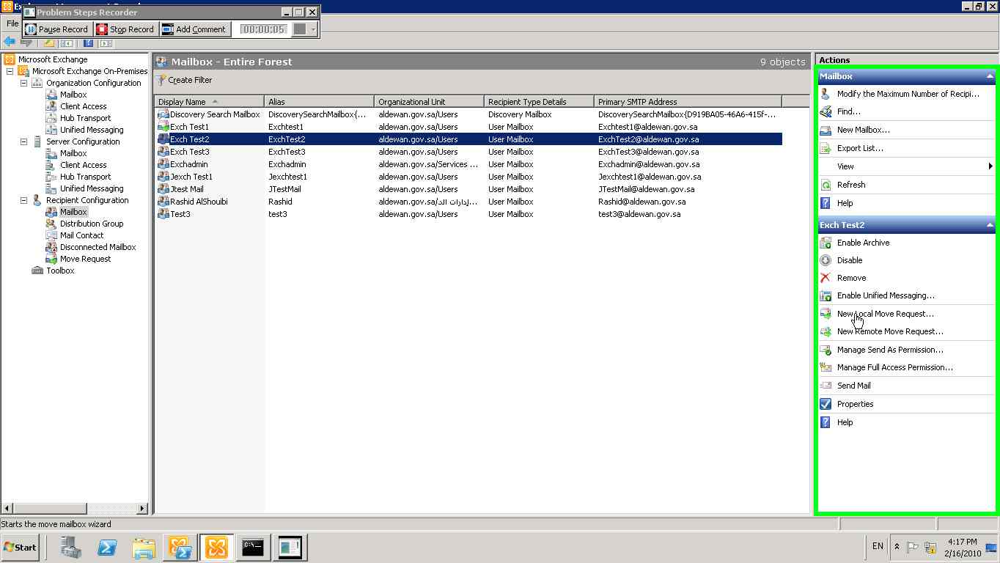 Problem Steps Recorder
File
Pause Record Stop Record Add Comment 00:00:05
Microsoft Exchange
Microsoft Exchange On-Premises
Organization Configuration
Mailbox
Client Access
Hub Transport
Unified Messaging
Server Configuration
Mailbox
Client Access
Hub Transport
Unified Messaging
Recipient Configuration
Mailbox
Distribution Group
Mail Contact
Disconnected Mailbox
Move Request
Toolbox
Mailbox - Entire Forest 9 objects
Create Filter
Display Name Alias Organizational Unit Recipient Type Details Primary SMTP Address
Discovery Search Mailbox DiscoverySearchMailbox{... aldewan.gov.sa/Users Discovery Mailbox DiscoverySearchMailbox{D919BA05-46A6-415f-...
Exch Test1 Exchtest1 aldewan.gov.sa/Users User Mailbox Exchtest1@aldewan.gov.sa
Exch Test2 ExchTest2 aldewan.gov.sa/Users User Mailbox ExchTest2@aldewan.gov.sa
Exch Test3 ExchTest3 aldewan.gov.sa/Users User Mailbox ExchTest3@aldewan.gov.sa
Exchadmin Exchadmin aldewan.gov.sa/Services ... User Mailbox Exchadmin@aldewan.gov.sa
Jexch Test1 Jexchtest1 aldewan.gov.sa/Users User Mailbox Jexchtest1@aldewan.gov.sa
Jtest Mail JTestMail aldewan.gov.sa/Users User Mailbox JTestMail@aldewan.gov.sa
Rashid AlShouibi Rashid aldewan.gov.sa/إدارات الد... User Mailbox Rashid@aldewan.gov.sa
Test3 test3 aldewan.gov.sa/Users User Mailbox test3@aldewan.gov.sa
Actions
Mailbox
Modify the Maximum Number of Recipi...
Find...
New Mailbox...
Export List...
View
Refresh
Help
Exch Test2
Enable Archive
Disable
Remove
Enable Unified Messaging...
New Local Move Request...
New Remote Move Request...
Manage Send As Permission...
Manage Full Access Permission...
Send Mail
Properties
Help
Starts the move mailbox wizard
Start EN 4:17 PM
2/16/2010